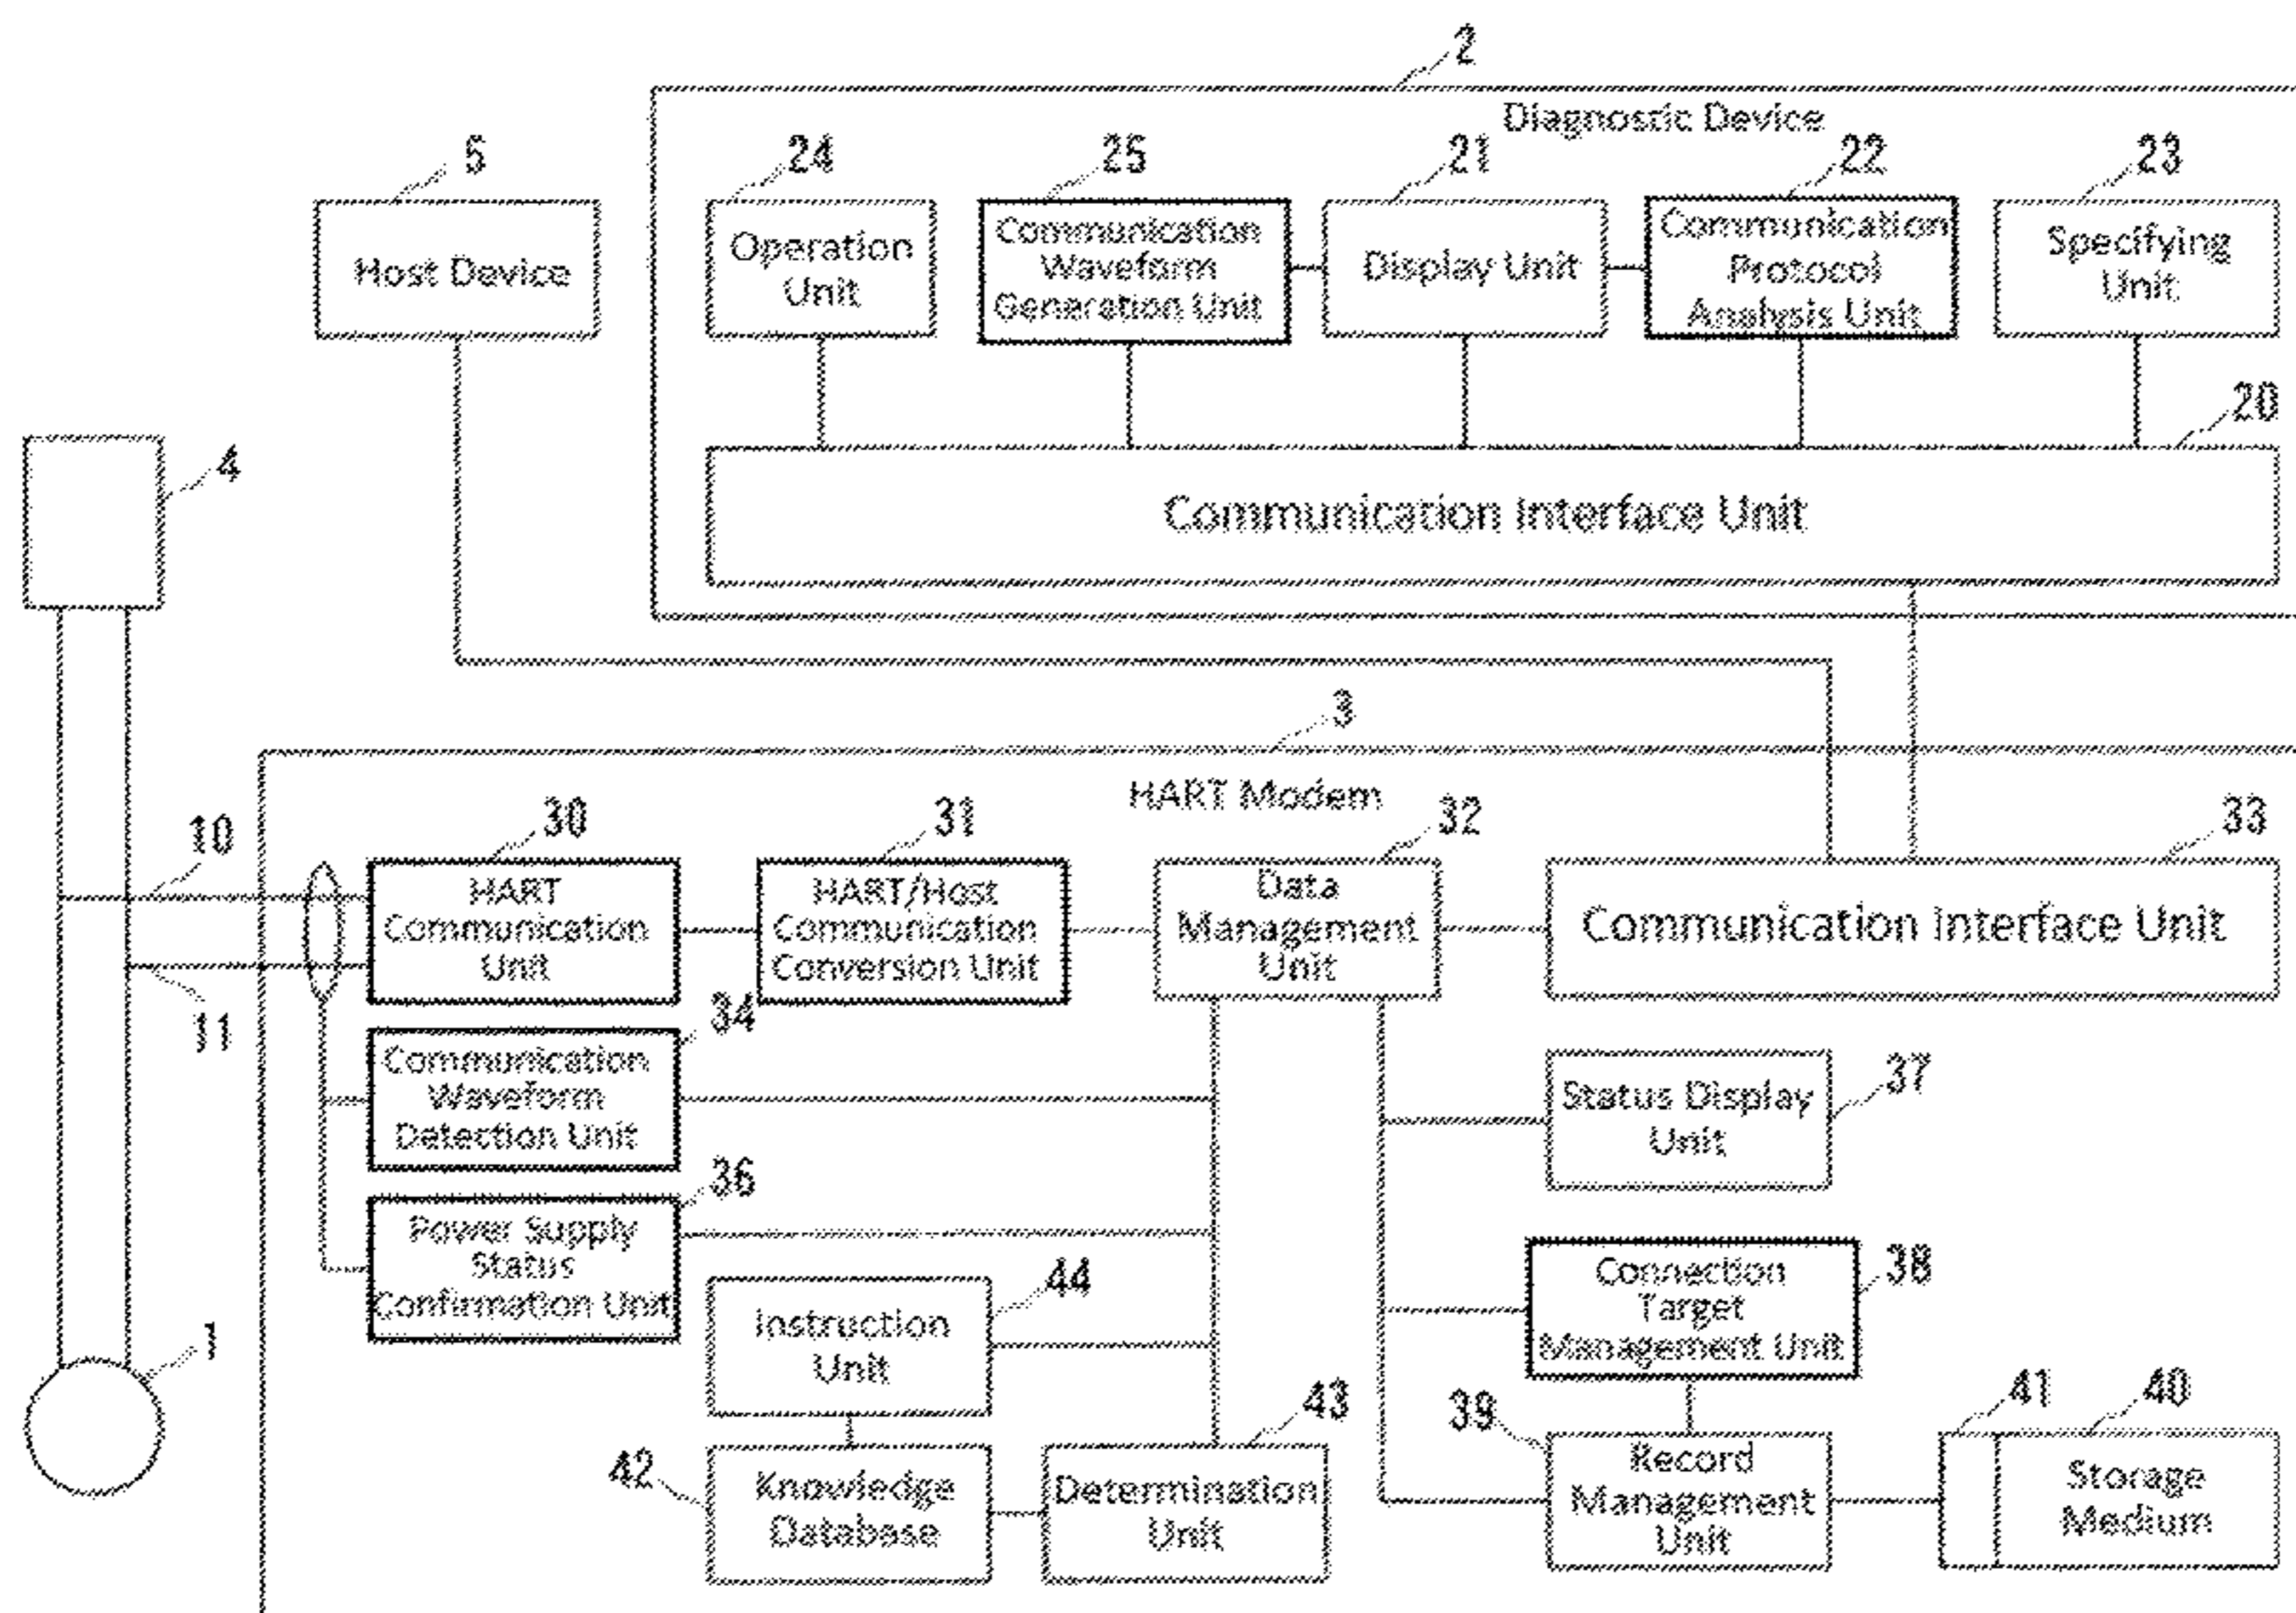 2
Diagnostic Device
5
24
25
21
22
23
Host Device
Operation
Unit
Communication
Waveform
Generation Unit
Display Unit
Communication
Protocol
Analysis Unit
Specifying
Unit
20
4
Communication Interface Unit
3
HART Modem
10
30
31
32
33
HART
Communication
Unit
HART/Host
Communication
Conversion Unit
Data
Management
Unit
Communication Interface Unit
11
34
Communication
Waveform
Detection Unit
37
Status Display
Unit
36
Power Supply
Status
Confirmation Unit
44
Instruction
Unit
38
Connection
Target
Management Unit
1
42
Knowledge
Database
43
Determination
Unit
39
Record
Management
Unit
41
40
Storage
Medium